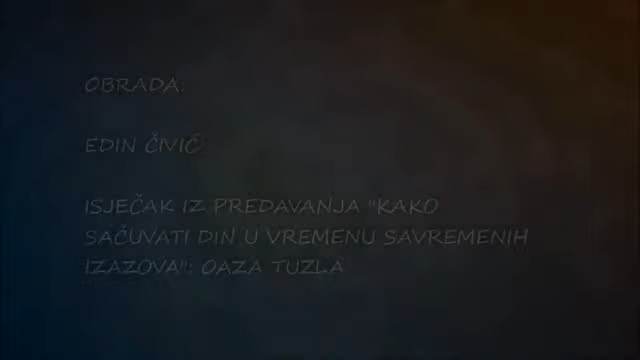 OBRADA:
EDIN ČIVIĆ
ISJEČAK IZ PREDAVANJA "KAKO
SAČUVATI DIN U VREMENU SAVREMENIH
IZAZOVA": OAZA TUZLA